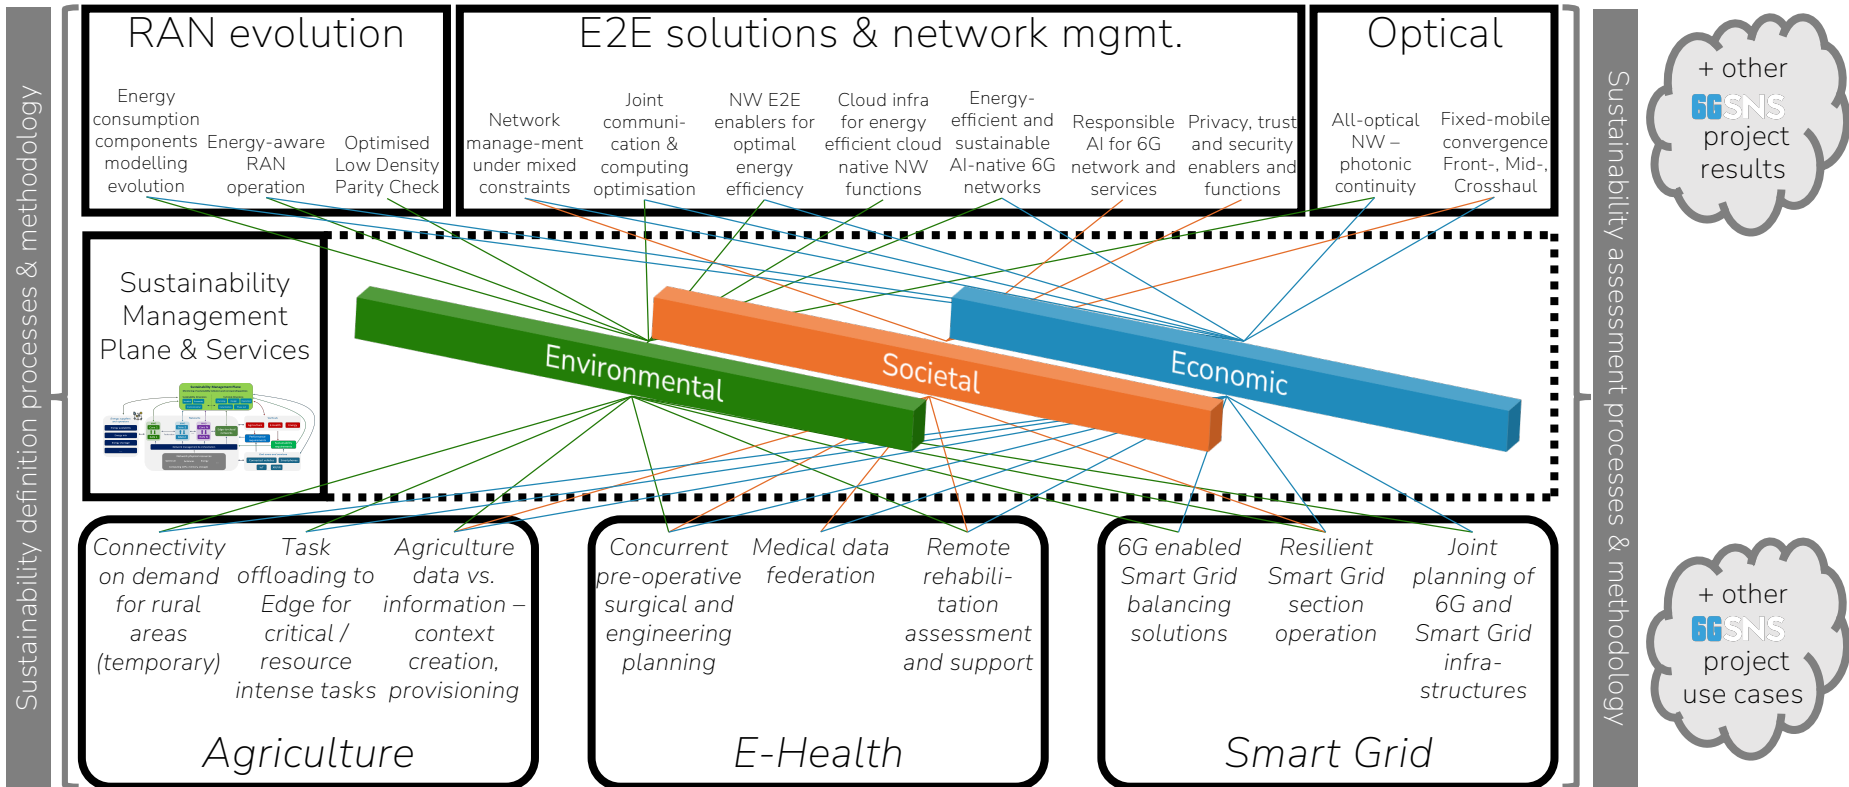 Sustainability definition processes & methodology
RAN evolution
Energy
consumption
components
modelling
evolution
Energy-aware
RAN
operation
Optimised
Low Density
Parity Check
E2E solutions & network mgmt.
Network
manage-ment
under mixed
constraints
Joint
communi-
cation &
computing
optimisation
NW E2E
enablers for
optimal
energy
efficiency
Cloud infra
for energy
efficient cloud
native NW
functions
Energy-
efficient and
sustainable
AI-native 6G
networks
Responsible
AI for 6G
network and
services
Privacy, trust
and security
enablers and
functions
Optical
All-optical
NW –
photonic
continuity
Fixed-mobile
convergence
Front-, Mid-,
Crosshaul
Sustainability
Management
Plane & Services
Environmental
Societal
Economic
Connectivity
on demand
for rural
areas
(temporary)
Task
offloading to
Edge for
critical /
resource
intense tasks
Agriculture
data vs.
information –
context
creation,
provisioning
Agriculture
Concurrent
pre-operative
surgical and
engineering
planning
Medical data
federation
Remote
rehabili-
tation
assessment
and support
E-Health
6G enabled
Smart Grid
balancing
solutions
Resilient
Smart Grid
section
operation
Joint
planning of
6G and
Smart Grid
infra-
structures
Smart Grid
Sustainability assessment processes & methodology
+ other
6GSNS
project
results
+ other
6GSNS
project
use cases